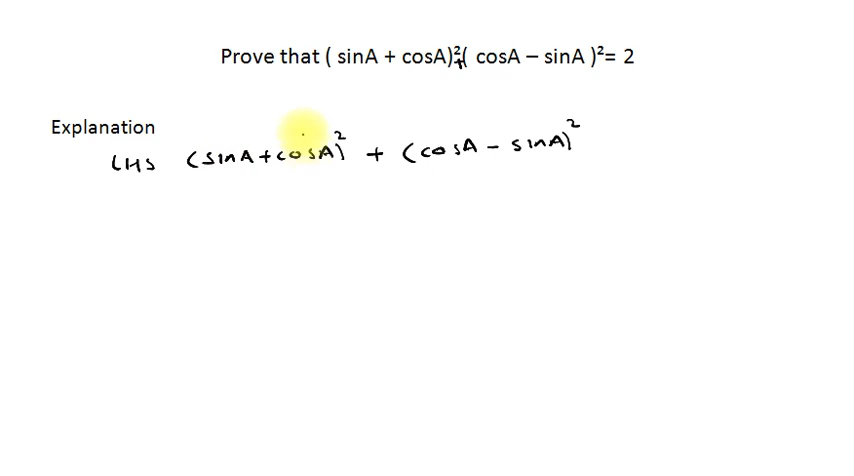 Prove that ( sinA + cosA)²+( cosA – sinA )²= 2
Explanation
LHS (sinA+cosA)² + (cosA – sinA)²